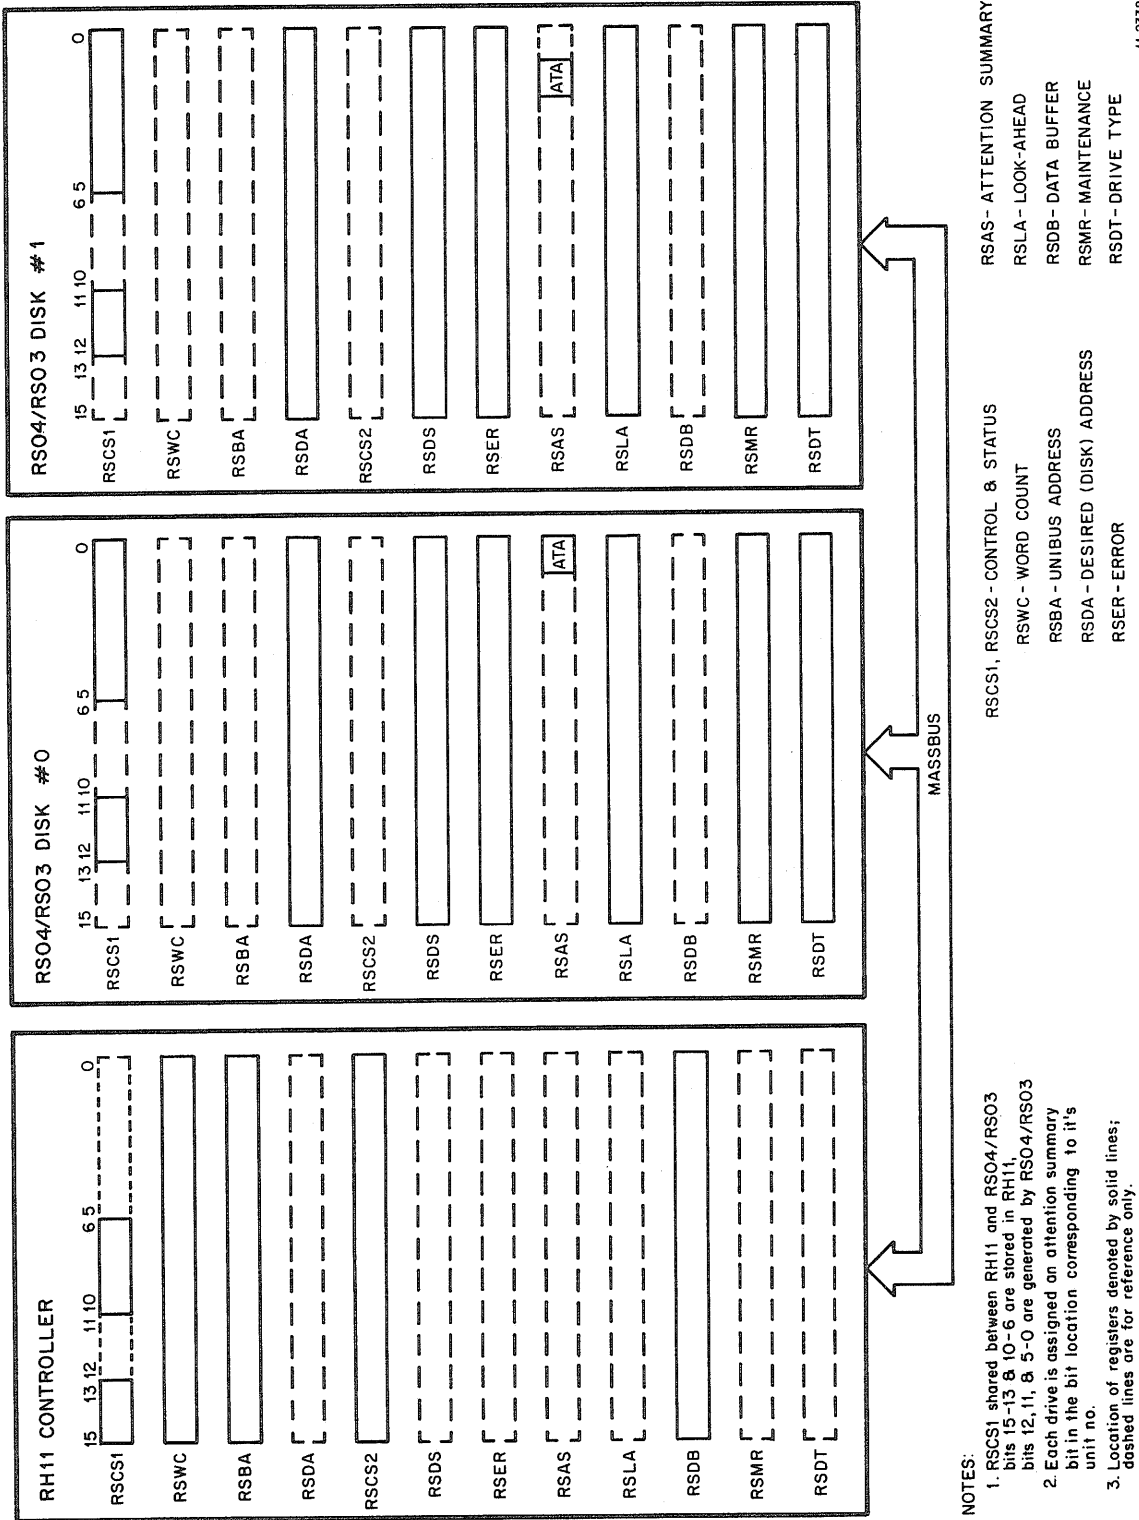 RH11 CONTROLLER
15 13 12 11 10 6 5 0
RSCS1
RSWC
RSBA
RSDA
RSCS2
RSDS
RSER
RSAS
RSLA
RSDB
RSMR
RSDT
RS04/RS03 DISK #0
15 13 12 11 10 6 5 0
RSCS1
RSWC
RSBA
RSDA
RSCS2
RSDS
RSER
RSAS ATA
RSLA
RSDB
RSMR
RSDT
RS04/RS03 DISK #1
15 13 12 11 10 6 5 0
RSCS1
RSWC
RSBA
RSDA
RSCS2
RSDS
RSER
RSAS ATA
RSLA
RSDB
RSMR
RSDT
MASSBUS
NOTES:
1. RSCS1 shared between RH11 and RS04/RS03
bits 15-13 & 10-6 are stored in RH11,
bits 12, 11, & 5-0 are generated by RS04/RS03
2. Each drive is assigned an attention summary
bit in the bit location corresponding to it's
unit no.
3. Location of registers denoted by solid lines;
dashed lines are for reference only.
RSCS1, RSCS2 - CONTROL & STATUS
RSWC - WORD COUNT
RSBA - UNIBUS ADDRESS
RSDA - DESIRED (DISK) ADDRESS
RSER - ERROR
RSAS - ATTENTION SUMMARY
RSLA - LOOK-AHEAD
RSDB - DATA BUFFER
RSMR - MAINTENANCE
RSDT - DRIVE TYPE